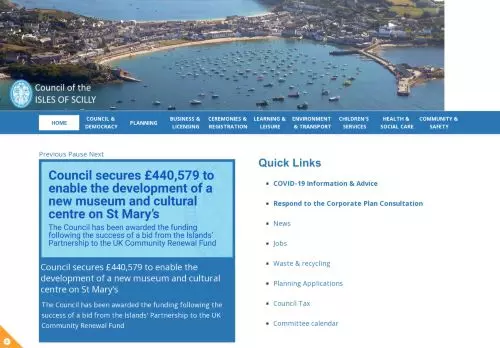 Council of the
ISLES OF SCILLY
HOME
COUNCIL &
DEMOCRACY
PLANNING
BUSINESS &
LICENSING
CEREMONIES &
REGISTRATION
LEARNING &
LEISURE
ENVIRONMENT
& TRANSPORT
CHILDREN'S
SERVICES
HEALTH &
SOCIAL CARE
COMMUNITY &
SAFETY
Previous Pause Next
Council secures £440,579 to
enable the development of a
new museum and cultural
centre on St Mary's
The Council has been awarded the funding
following the success of a bid from the Islands'
Partnership to the UK Community Renewal Fund
Council secures £440,579 to enable the
development of a new museum and cultural
centre on St Mary's
The Council has been awarded the funding following the
success of a bid from the Islands' Partnership to the UK
Community Renewal Fund
Quick Links
COVID-19 Information & Advice
Respond to the Corporate Plan Consultation
News
Jobs
Waste & recycling
Planning Applications
Council Tax
Committee calendar